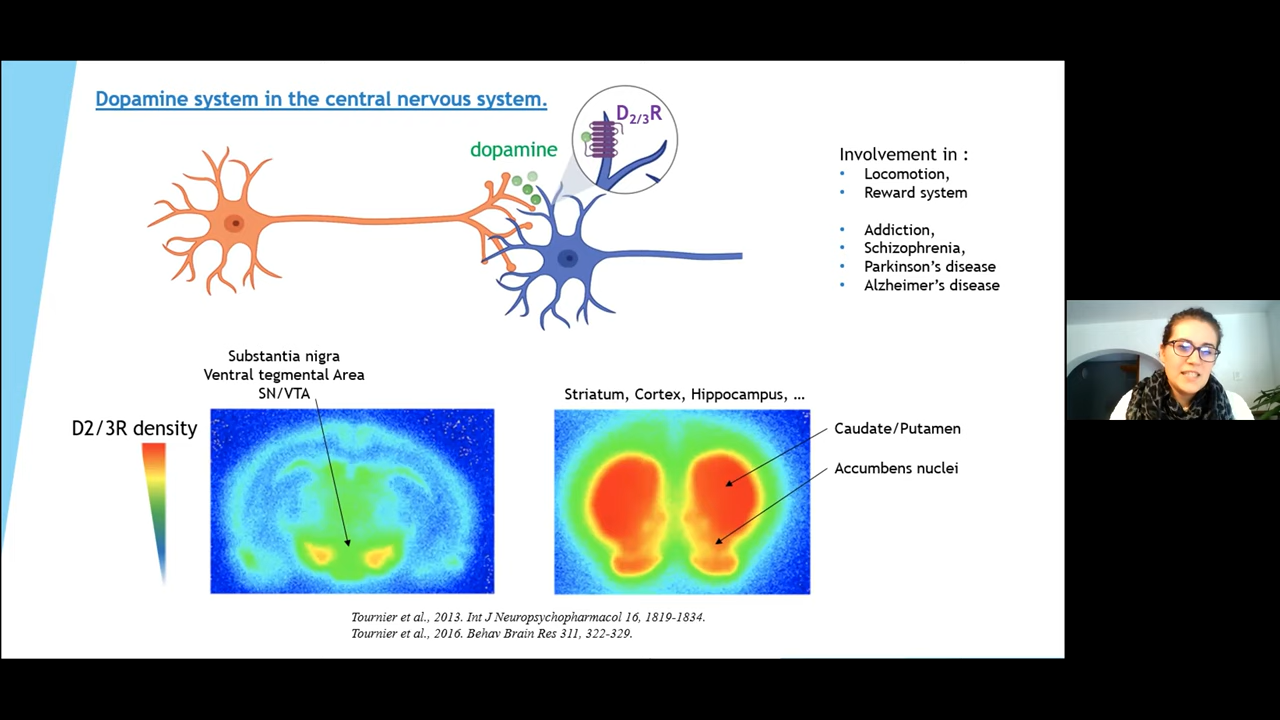 Dopamine system in the central nervous system.
D2/3R
dopamine
Involvement in :
• Locomotion,
• Reward system
• Addiction,
• Schizophrenia,
• Parkinson's disease
• Alzheimer's disease
Substantia nigra
Ventral tegmental Area
SN/VTA
Striatum, Cortex, Hippocampus, ...
D2/3R density
Caudate/Putamen
Accumbens nuclei
Tournier et al., 2013. Int J Neuropsychopharmacol 16, 1819-1834.
Tournier et al., 2016. Behav Brain Res 311, 322-329.